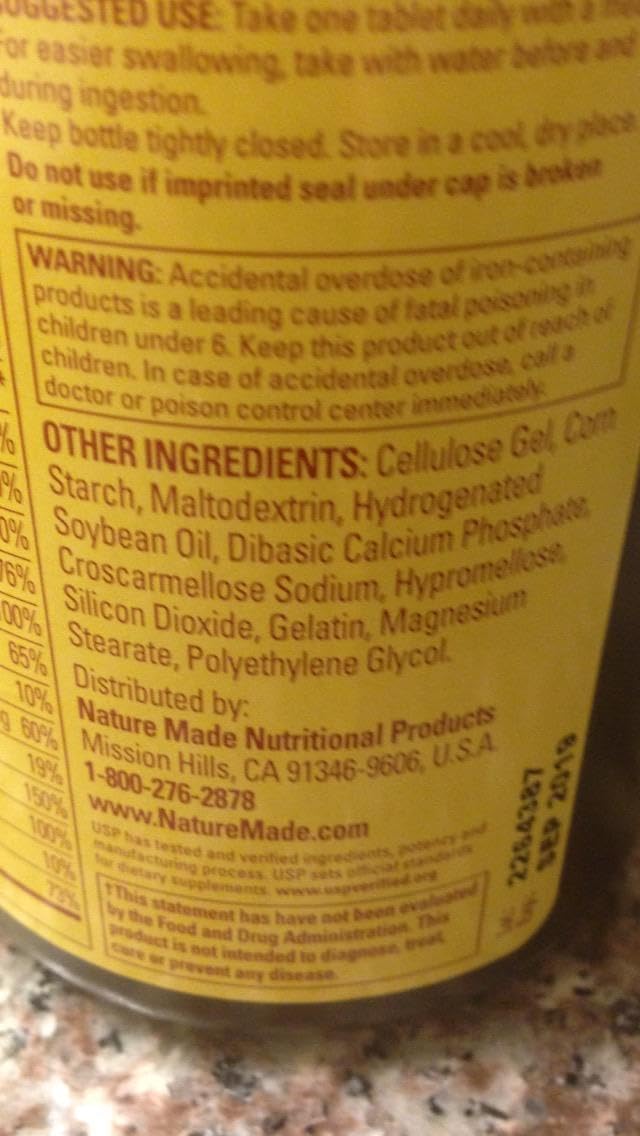 SUGGESTED USE: Take one tablet daily with a
For easier swallowing, take with water before and
during ingestion.
Keep bottle tightly closed. Store in a cool, dry place.
Do not use if imprinted seal under cap is broken
or missing.
WARNING: Accidental overdose of iron-containing
products is a leading cause of fatal poisoning in
children under 6. Keep this product out of reach of
children. In case of accidental overdose, call a
doctor or poison control center immediately.
OTHER INGREDIENTS: Cellulose Gel, Corn
Starch, Maltodextrin, Hydrogenated
Soybean Oil, Dibasic Calcium Phosphate,
Croscarmellose Sodium, Hypromellose,
Silicon Dioxide, Gelatin, Magnesium
Stearate, Polyethylene Glycol.
Distributed by:
Nature Made Nutritional Products
Mission Hills, CA 91346-9606, U.S.A.
1-800-276-2878
www.NatureMade.com
USP has tested and verified ingredients, potency and
manufacturing process. USP sets official standards
for dietary supplements. www.uspverified.org
†This statement has have not been evaluated
by the Food and Drug Administration. This
product is not intended to diagnose, treat,
cure or prevent any disease.
2264387
SEP 2018
%
%
0%
76%
00%
65%
10%
g 60%
19%
150%
100%
10%
73%